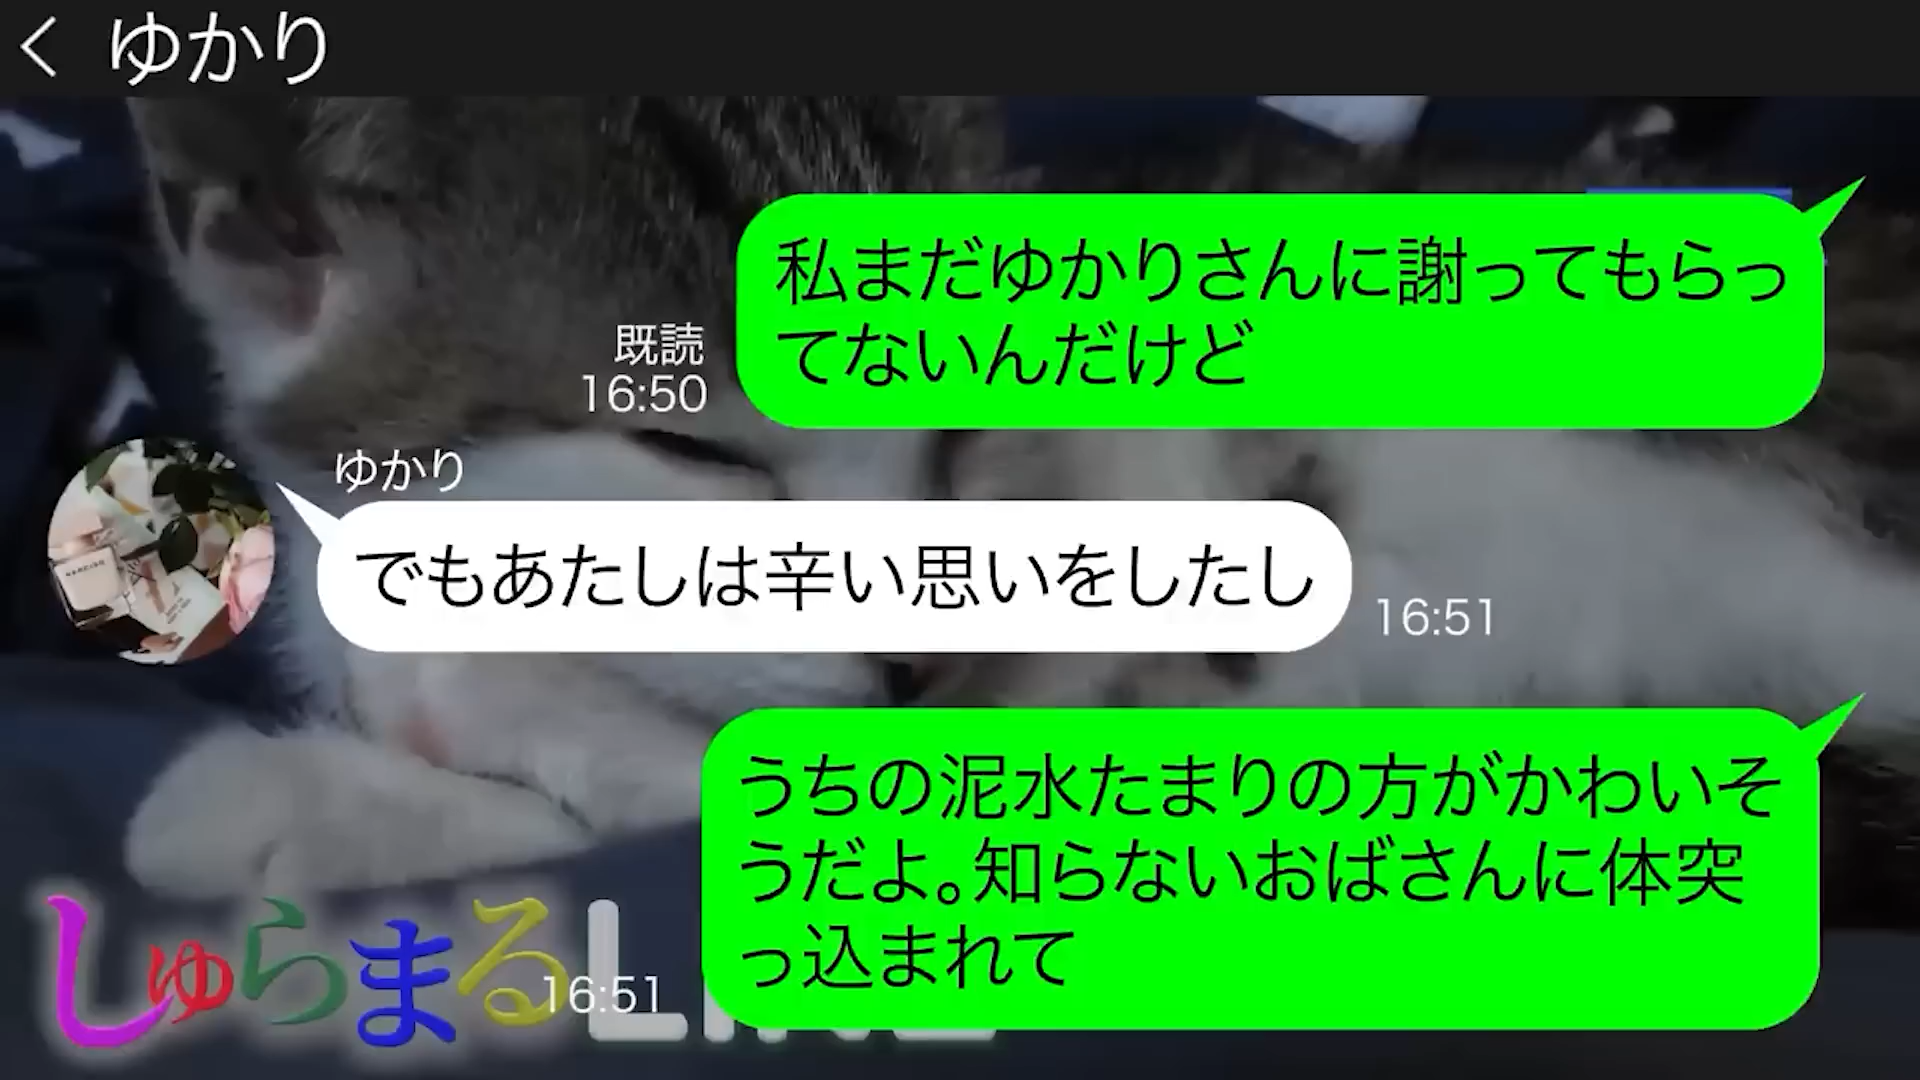 ゆかり
私まだゆかりさんに謝ってもらっ
てないんだけど
既読
16:50
ゆかり
でもあたしは辛い思いをしたし
16:51
うちの泥水たまりの方がかわいそ
うだよ。知らないおばさんに体突
っ込まれて
16:51
しゅらまるLINE